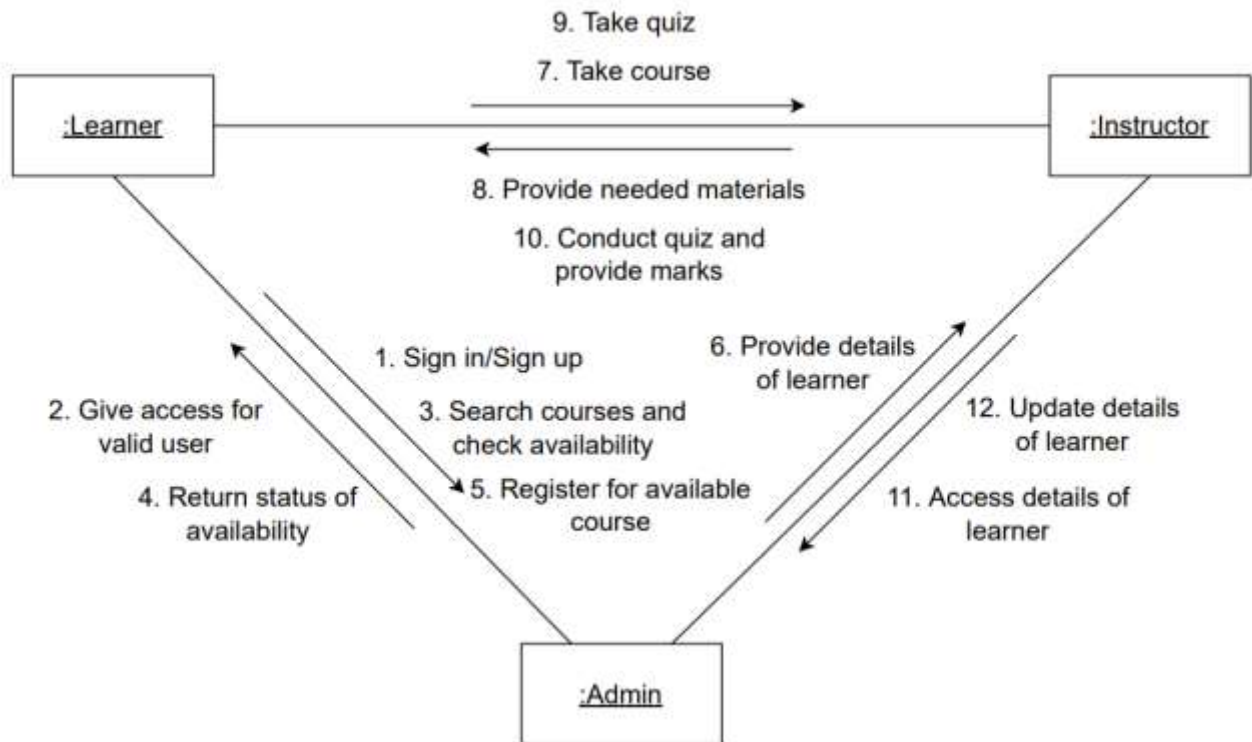 9. Take quiz
7. Take course
:Learner
:Instructor
8. Provide needed materials
10. Conduct quiz and
provide marks
1. Sign in/Sign up
3. Search courses and
check availability
5. Register for available
course
2. Give access for
valid user
4. Return status of
availability
6. Provide details
of learner
12. Update details
of learner
11. Access details of
learner
:Admin